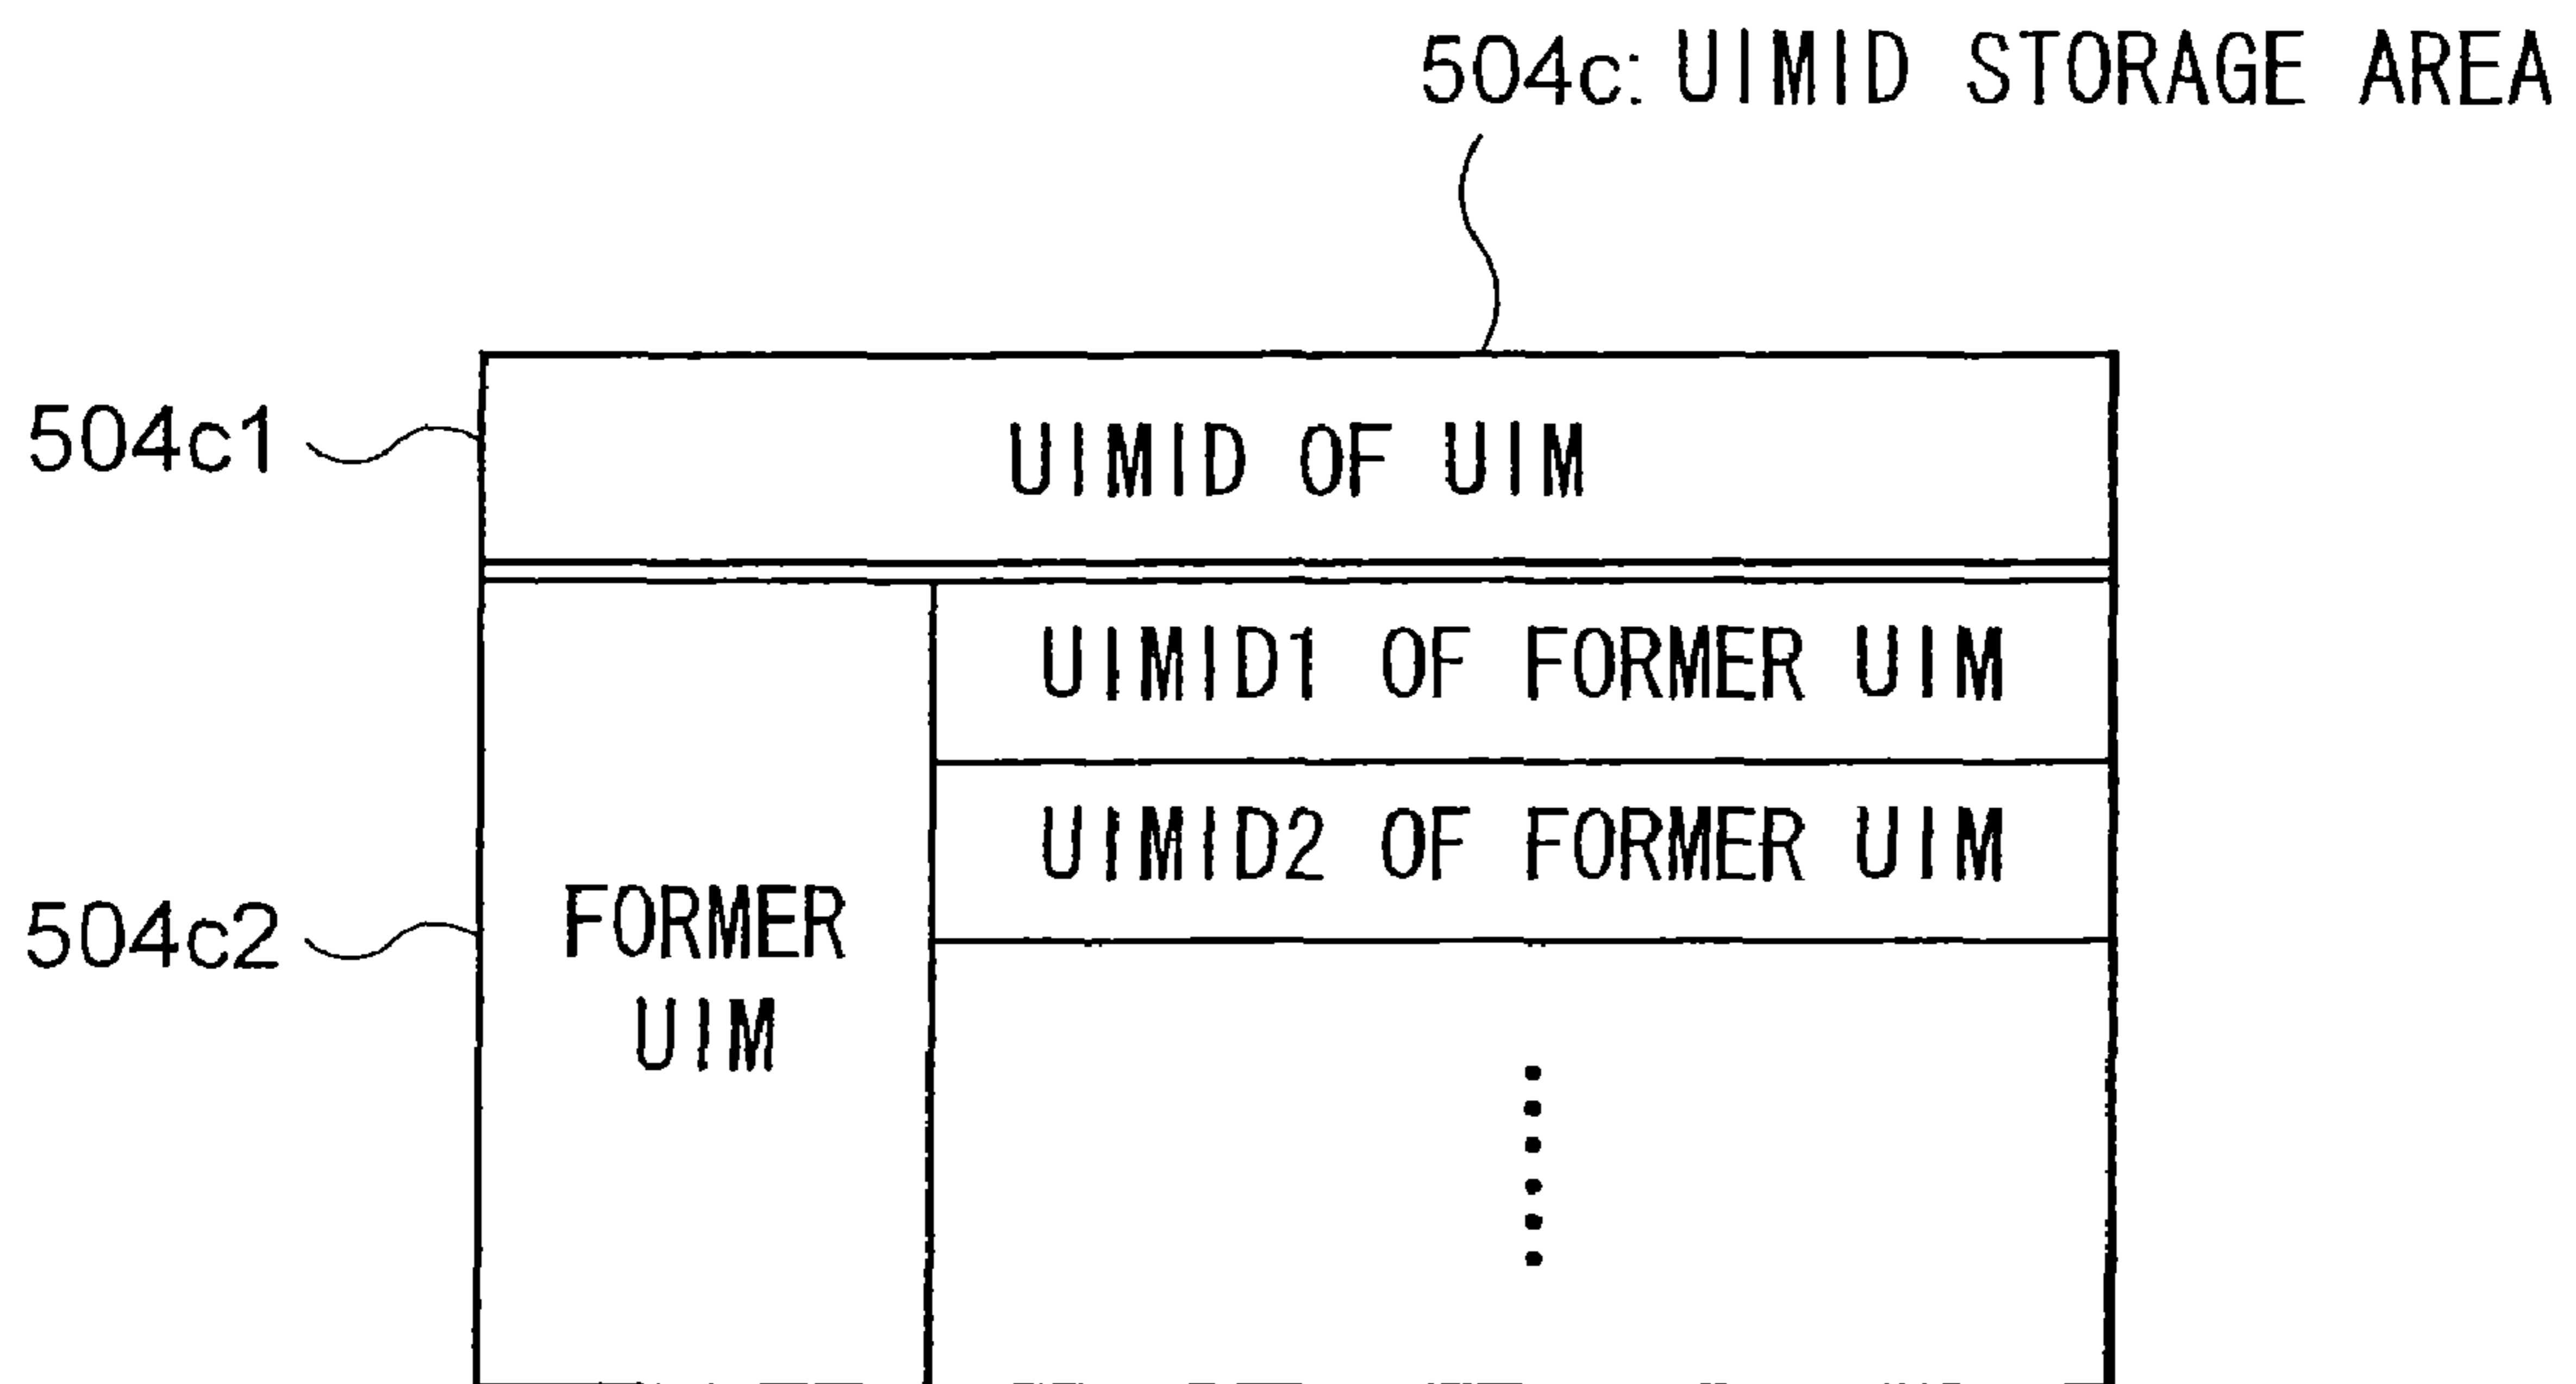 504c: UIMID STORAGE AREA
504c1
UIMID OF UIM
UIMID1 OF FORMER UIM
UIMID2 OF FORMER UIM
504c2
FORMER
UIM